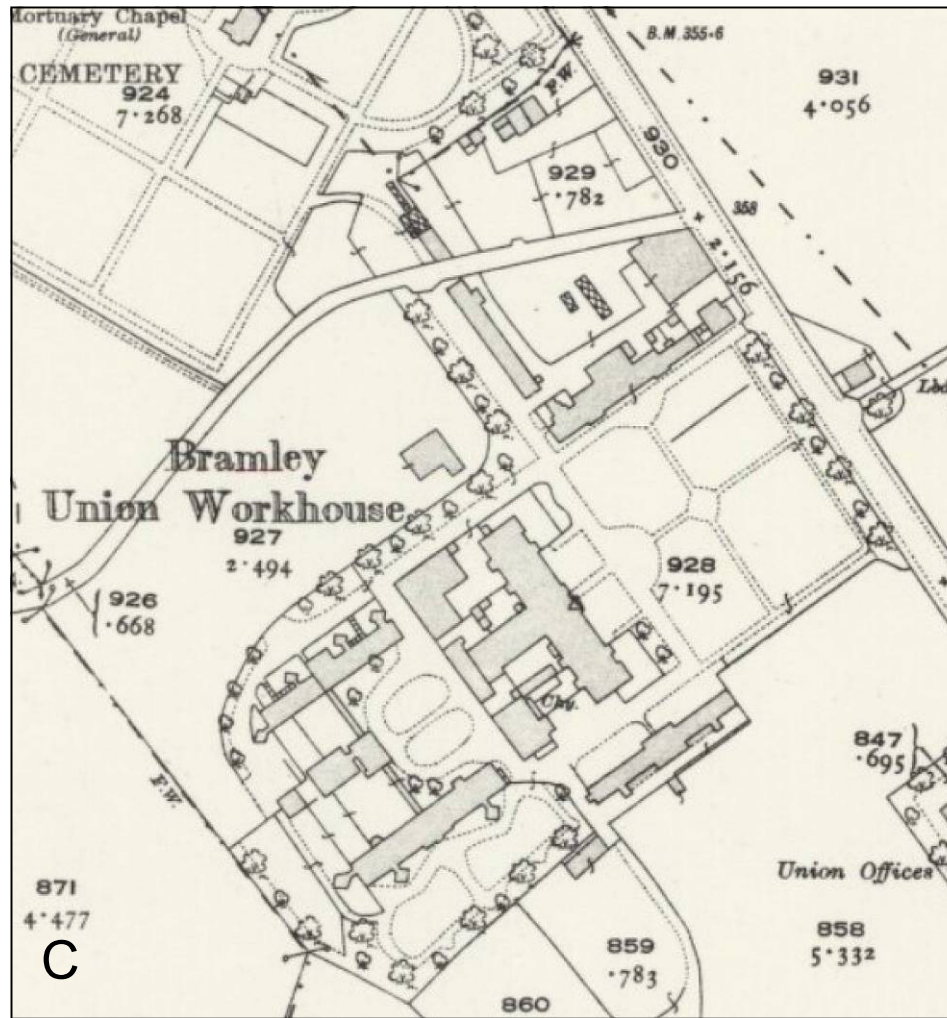 Mortuary Chapel
(General)
CEMETERY
924
7·268
B.M. 355·6
931
4·056
F.W.
930
929
·782
358
2·156
Bramley
Union Workhouse
927
2·494
928
7·195
926
·668
Chy.
F.W.
847
·695
Union Offices
871
4·477
858
5·332
859
·783
860
C